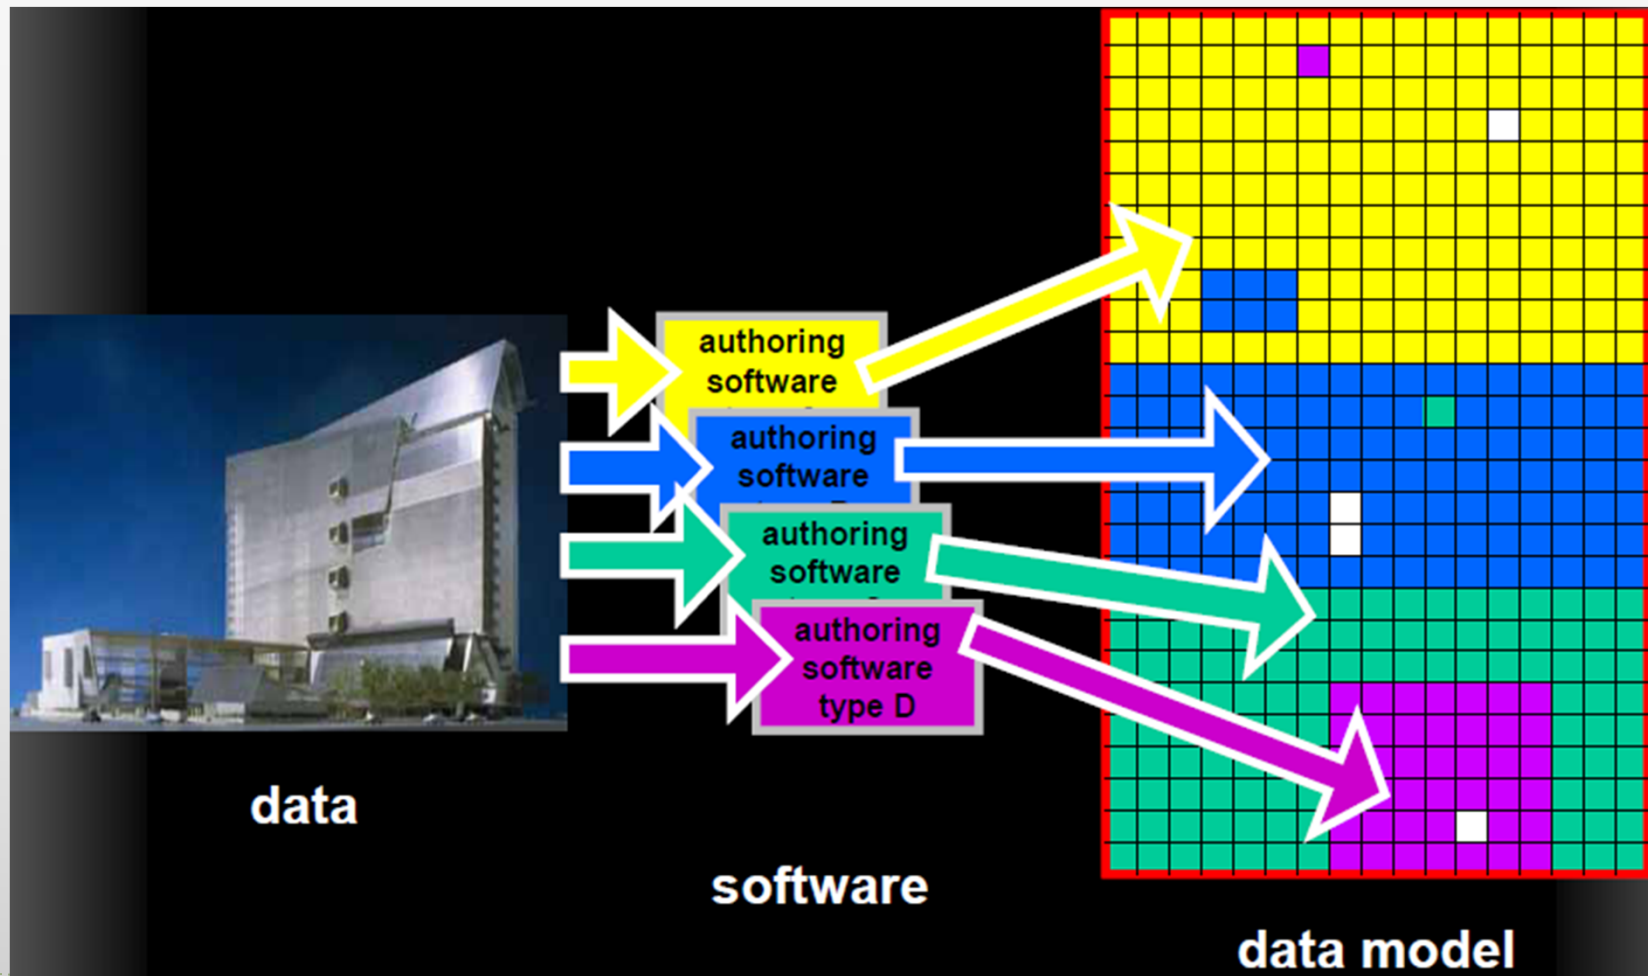 authoring
software
authoring
software
authoring
software
authoring
software
type D
data
software
data model